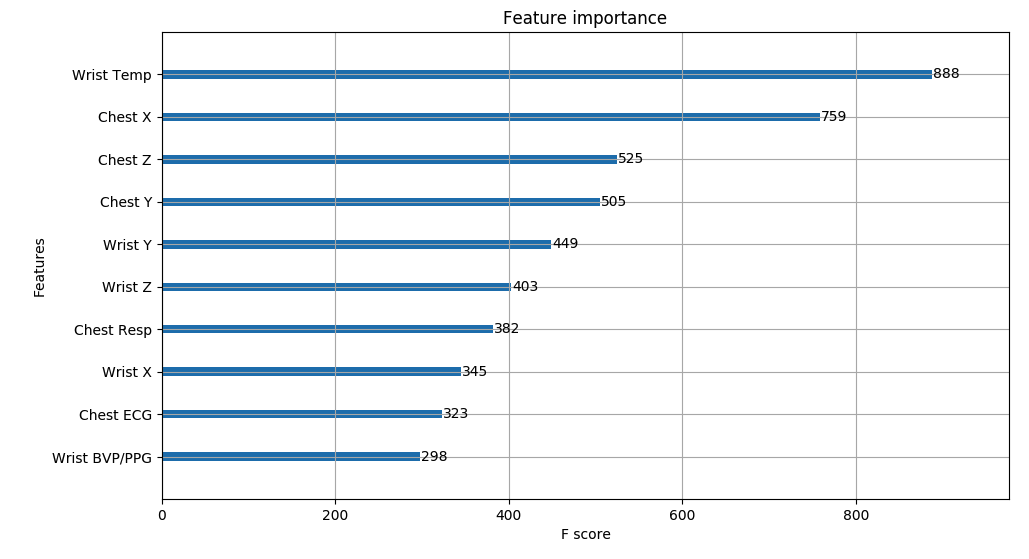 Feature importance
Wrist Temp 888
Chest X 759
Chest Z 525
Chest Y 505
Wrist Y 449
Wrist Z 403
Chest Resp 382
Wrist X 345
Chest ECG 323
Wrist BVP/PPG 298
Features
0 200 400 600 800
F score